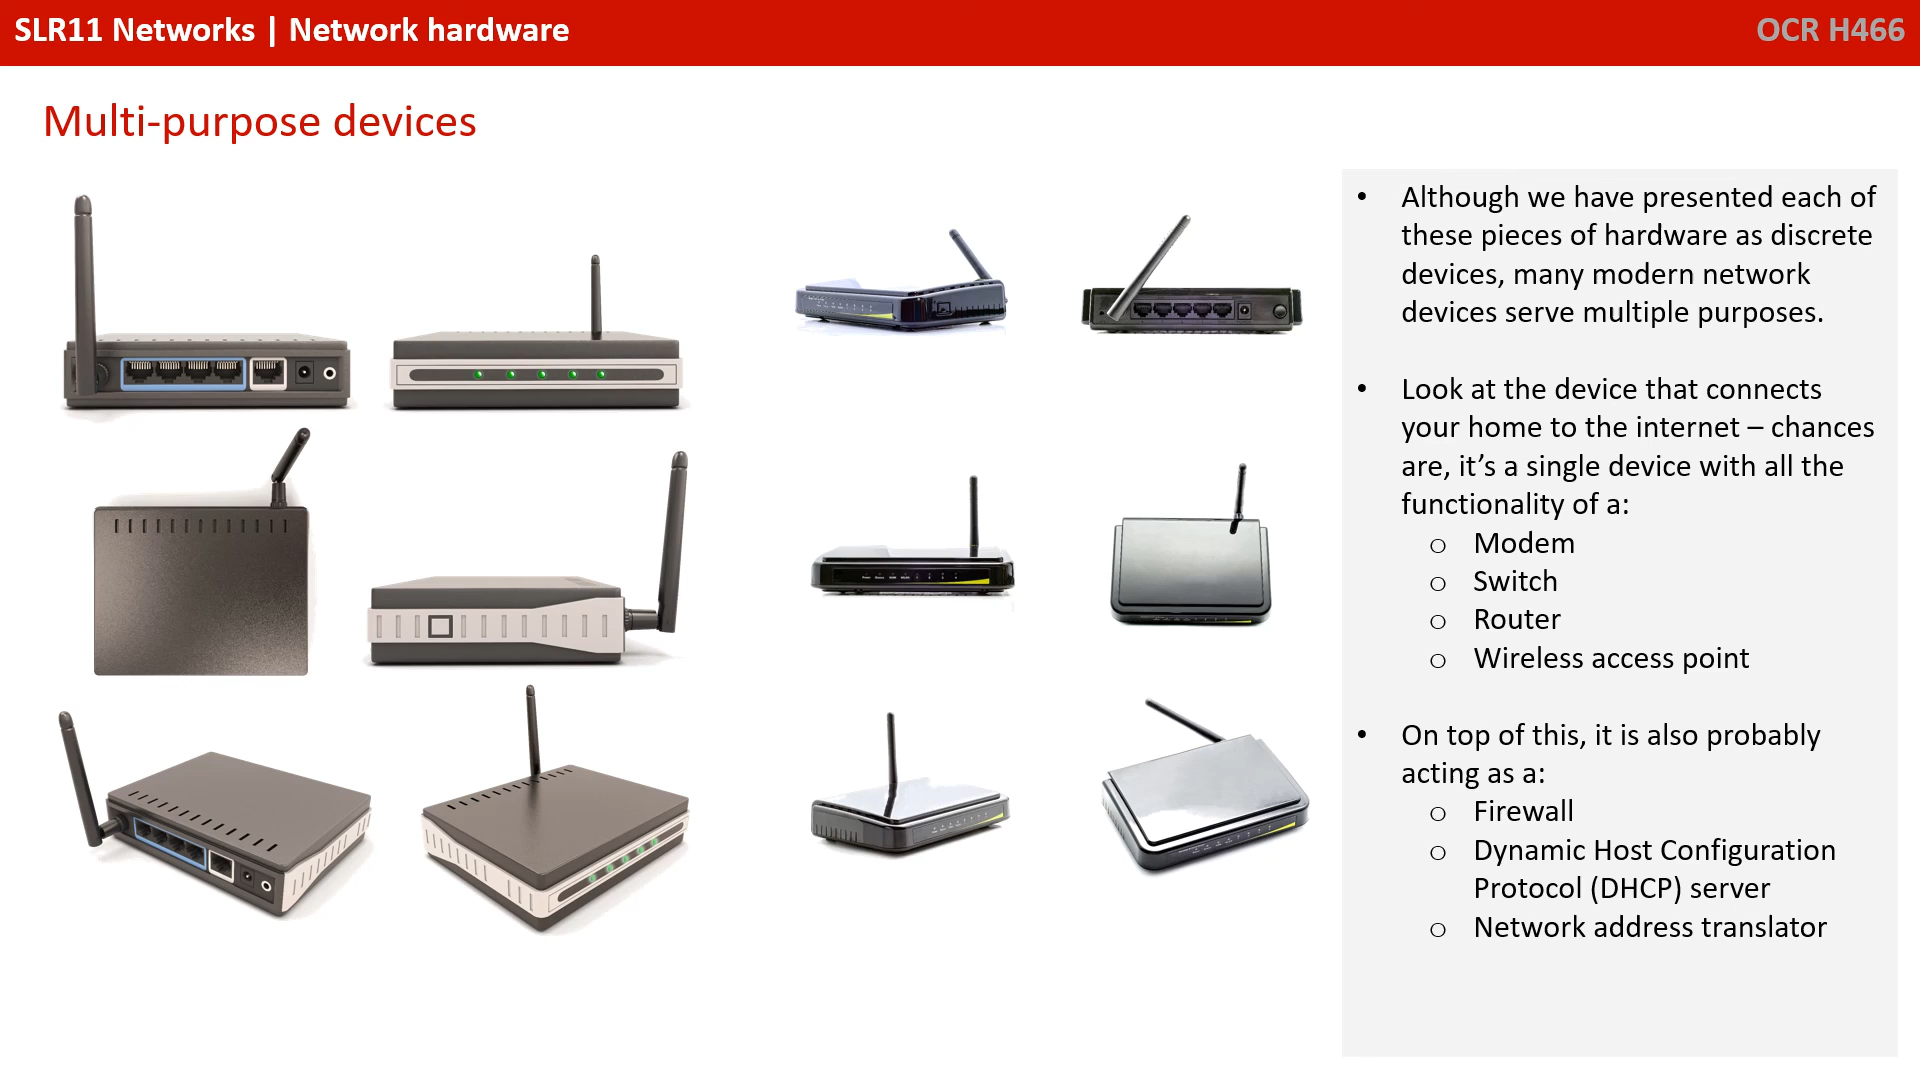 SLR11 Networks | Network hardware
OCR H466
Multi-purpose devices
• Although we have presented each of
these pieces of hardware as discrete
devices, many modern network
devices serve multiple purposes.
• Look at the device that connects
your home to the internet – chances
are, it’s a single device with all the
functionality of a:
o Modem
o Switch
o Router
o Wireless access point
• On top of this, it is also probably
acting as a:
o Firewall
o Dynamic Host Configuration
Protocol (DHCP) server
o Network address translator